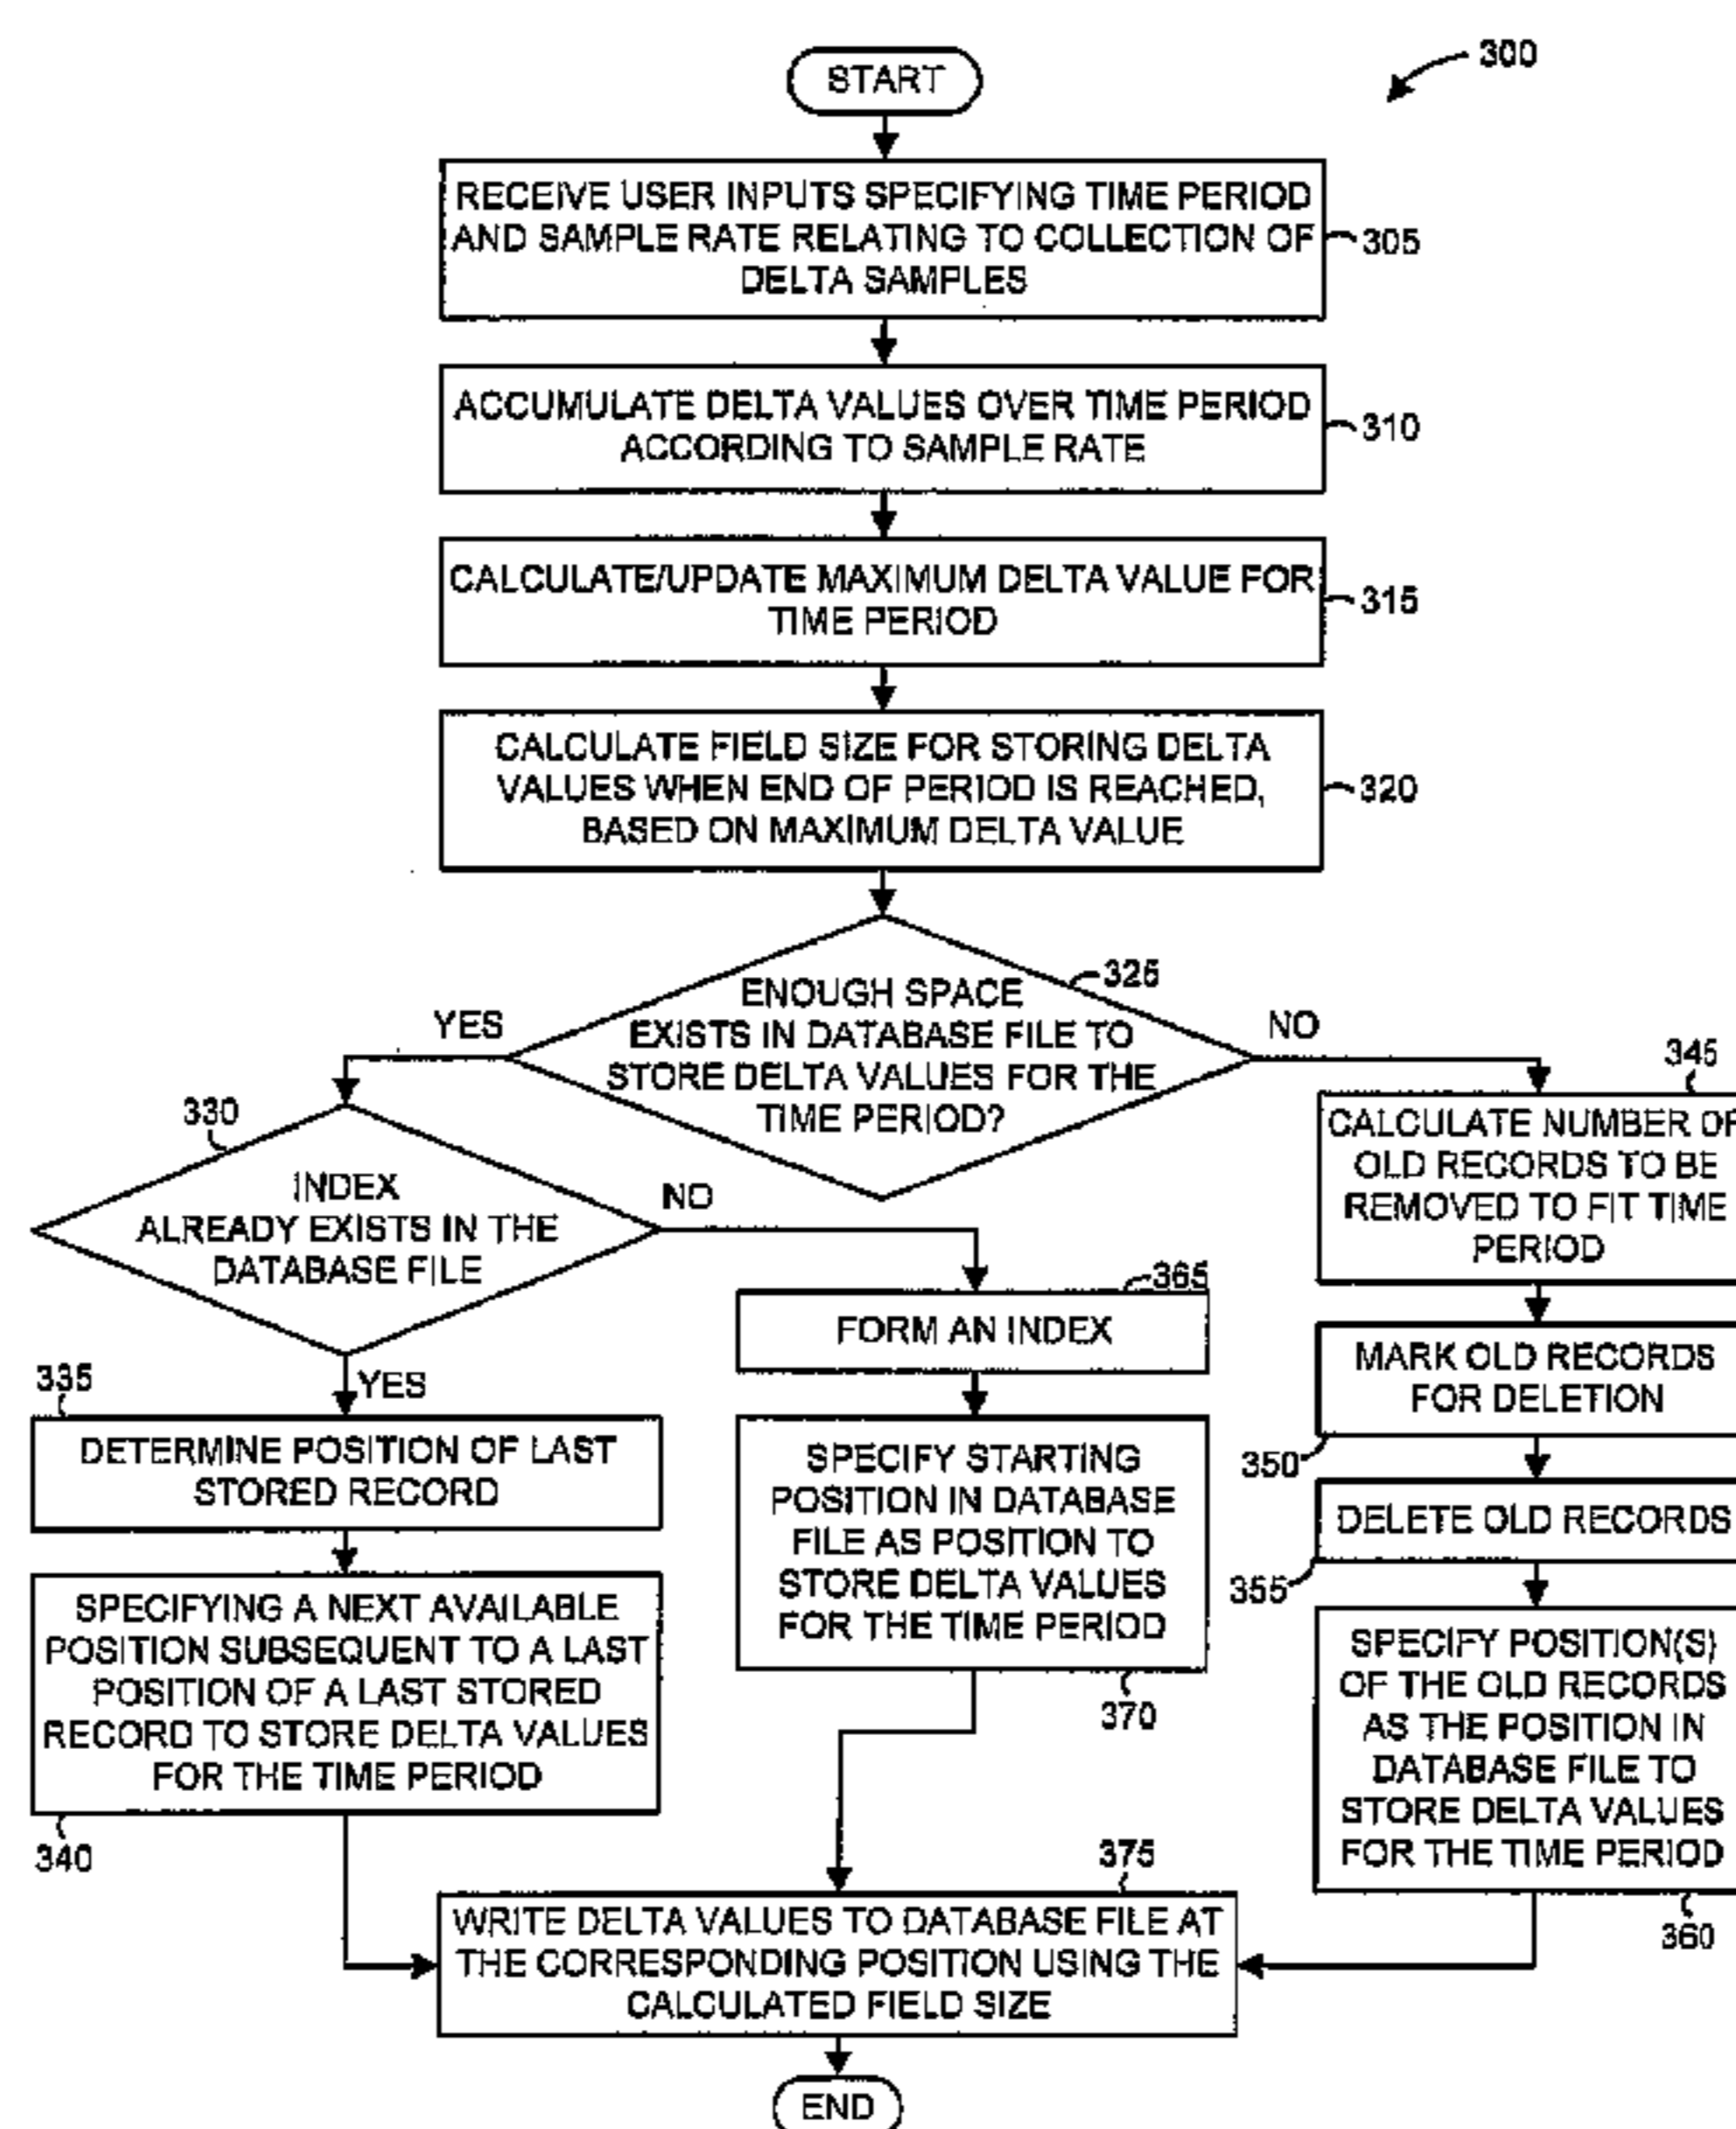 START
300
RECEIVE USER INPUTS SPECIFYING TIME PERIOD
AND SAMPLE RATE RELATING TO COLLECTION OF
DELTA SAMPLES
305
ACCUMULATE DELTA VALUES OVER TIME PERIOD
ACCORDING TO SAMPLE RATE
310
CALCULATE/UPDATE MAXIMUM DELTA VALUE FOR
TIME PERIOD
315
CALCULATE FIELD SIZE FOR STORING DELTA
VALUES WHEN END OF PERIOD IS REACHED,
BASED ON MAXIMUM DELTA VALUE
320
ENOUGH SPACE
EXISTS IN DATABASE FILE TO
STORE DELTA VALUES FOR THE
TIME PERIOD?
325
YES
NO
330
INDEX
ALREADY EXISTS IN THE
DATABASE FILE
NO
YES
335
DETERMINE POSITION OF LAST
STORED RECORD
SPECIFYING A NEXT AVAILABLE
POSITION SUBSEQUENT TO A LAST
POSITION OF A LAST STORED
RECORD TO STORE DELTA VALUES
FOR THE TIME PERIOD
340
365
FORM AN INDEX
SPECIFY STARTING
POSITION IN DATABASE
FILE AS POSITION TO
STORE DELTA VALUES
FOR THE TIME PERIOD
370
345
CALCULATE NUMBER OF
OLD RECORDS TO BE
REMOVED TO FIT TIME
PERIOD
MARK OLD RECORDS
FOR DELETION
350
DELETE OLD RECORDS
355
SPECIFY POSITION(S)
OF THE OLD RECORDS
AS THE POSITION IN
DATABASE FILE TO
STORE DELTA VALUES
FOR THE TIME PERIOD
360
375
WRITE DELTA VALUES TO DATABASE FILE AT
THE CORRESPONDING POSITION USING THE
CALCULATED FIELD SIZE
END